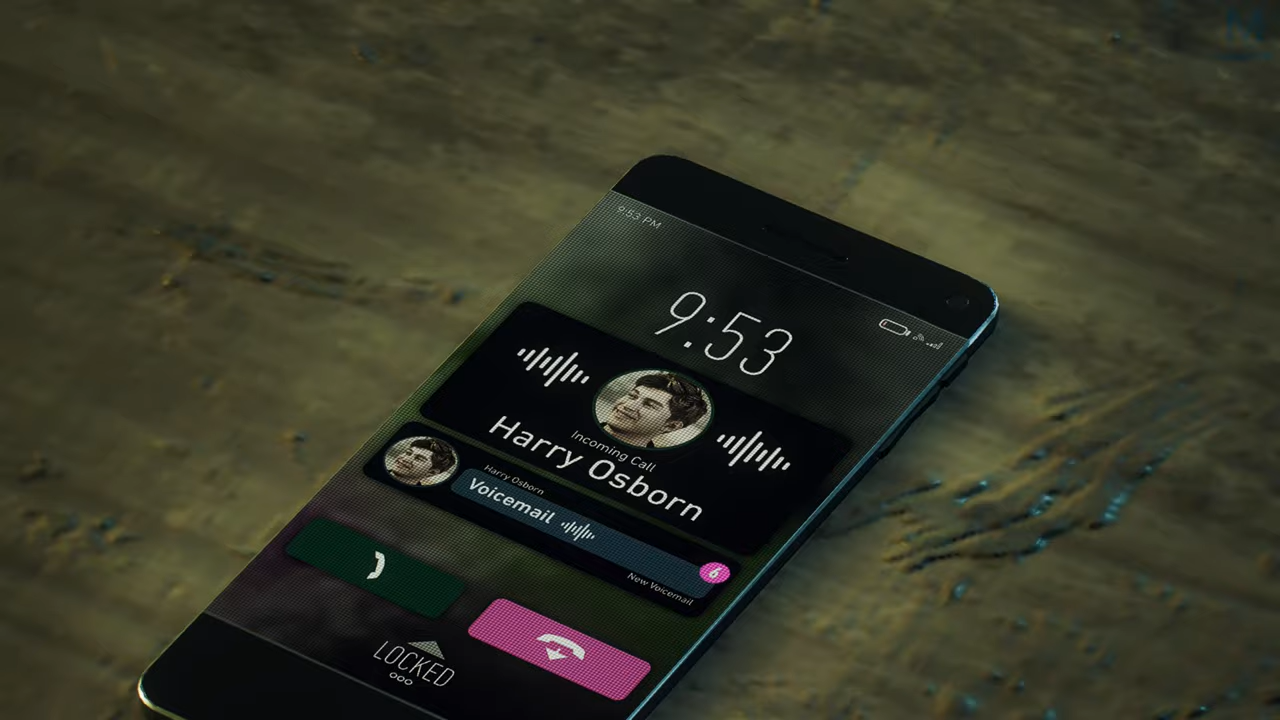 9:53 PM
9:53
Incoming Call
Harry Osborn
Harry Osborn
Voicemail
6
New Voicemail
LOCKED